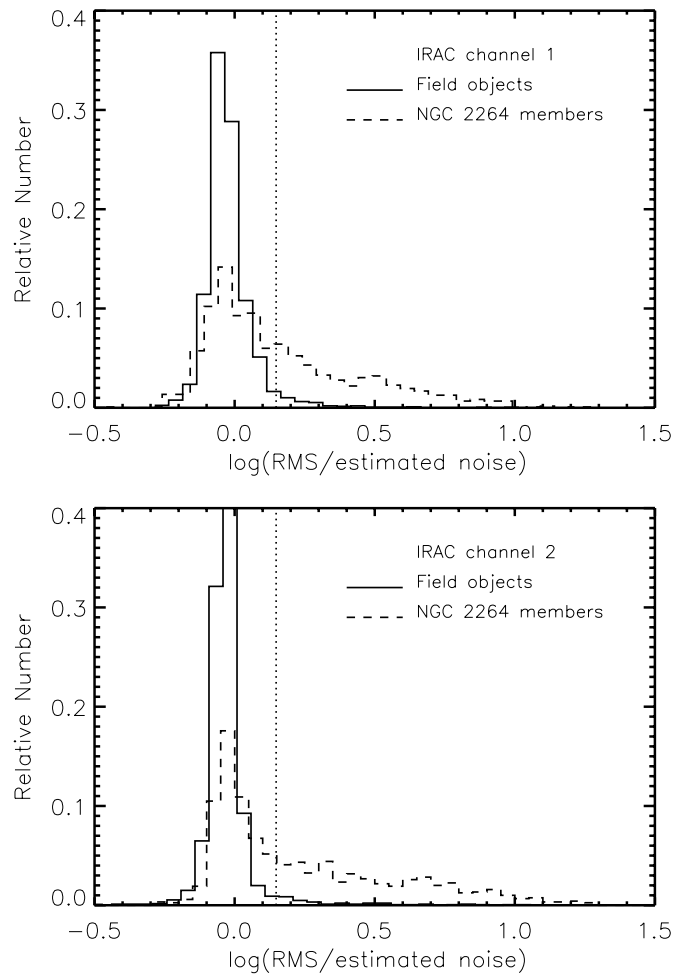 0.4
0.3
0.2
0.1
0.0
Relative Number
IRAC channel 1
Field objects
NGC 2264 members
−0.5 0.0 0.5 1.0 1.5
log(RMS/estimated noise)
0.4
0.3
0.2
0.1
0.0
Relative Number
IRAC channel 2
Field objects
NGC 2264 members
−0.5 0.0 0.5 1.0 1.5
log(RMS/estimated noise)